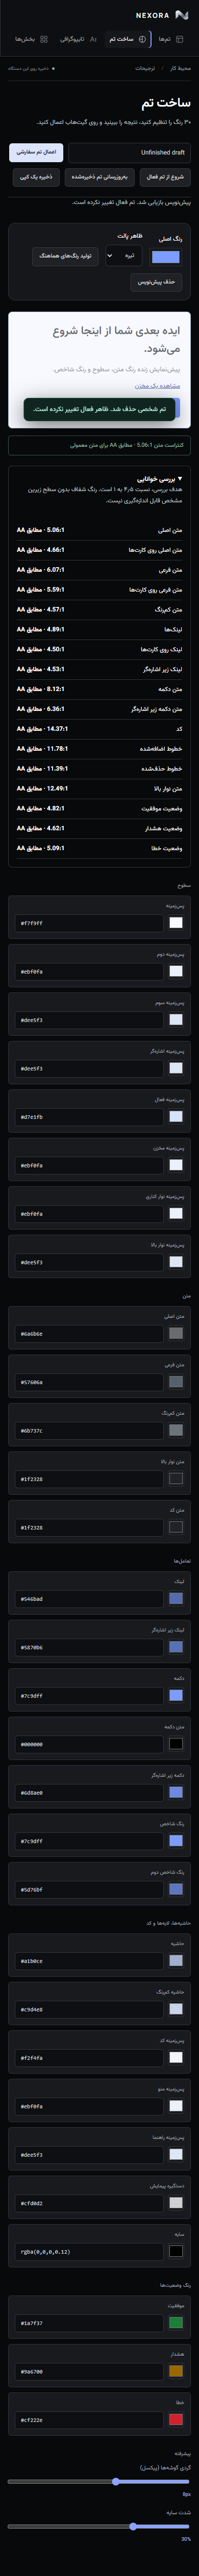 NEXORA
تم‌ها
ساخت تم
تایپوگرافی
بخش‌ها
محیط کار / ترجیحات
ذخیره روی این دستگاه
ساخت تم
۳۰ رنگ را تنظیم کنید، نتیجه را ببینید و روی گیت‌هاب اعمال کنید.
Unfinished draft
اعمال تم سفارشی
شروع از تم فعال
به‌روزرسانی تم ذخیره‌شده
ذخیره یک کپی
پیش‌نویس بازیابی شد. تم فعال تغییر نکرده است.
رنگ اصلی
ظاهر پالت
تیره
تولید رنگ‌های هماهنگ
حذف پیش‌نویس
ایده بعدی شما از اینجا شروع
می‌شود.
پیش‌نمایش زنده رنگ متن، سطوح و رنگ شاخص.
مشاهده یک مخزن
تم شخصی حذف شد. ظاهر فعال تغییر نکرده است.
کنتراست متن 5.06:1 · مطابق AA برای متن معمولی
بررسی خوانایی
هدف بررسی، نسبت ۴٫۵ به ۱ است. رنگ شفاف بدون سطح زیرین
مشخص قابل اندازه‌گیری نیست.
متن اصلی 5.06:1 · مطابق AA
متن اصلی روی کارت‌ها 4.66:1 · مطابق AA
متن فرعی 6.07:1 · مطابق AA
متن فرعی روی کارت‌ها 5.59:1 · مطابق AA
متن کم‌رنگ 4.57:1 · مطابق AA
لینک‌ها 4.89:1 · مطابق AA
لینک روی کارت‌ها 4.50:1 · مطابق AA
لینک زیر اشاره‌گر 4.53:1 · مطابق AA
متن دکمه 8.12:1 · مطابق AA
متن دکمه زیر اشاره‌گر 6.36:1 · مطابق AA
کد 14.37:1 · مطابق AA
خطوط اضافه‌شده 11.78:1 · مطابق AA
خطوط حذف‌شده 11.39:1 · مطابق AA
متن نوار بالا 12.49:1 · مطابق AA
وضعیت موفقیت 4.82:1 · مطابق AA
وضعیت هشدار 4.62:1 · مطابق AA
وضعیت خطا 5.09:1 · مطابق AA
سطوح
پس‌زمینه
#f7f9ff
پس‌زمینه دوم
#ebf0fa
پس‌زمینه سوم
#dee5f3
پس‌زمینه اشاره‌گر
#dee5f3
پس‌زمینه فعال
#d7e1fb
پس‌زمینه مخزن
#ebf0fa
پس‌زمینه نوار کناری
#ebf0fa
پس‌زمینه نوار بالا
#dee5f3
متن
متن اصلی
#6a6b6e
متن فرعی
#57606a
متن کم‌رنگ
#6b737c
متن نوار بالا
#1f2328
متن کد
#1f2328
تعامل‌ها
لینک
#546bad
لینک زیر اشاره‌گر
#5870b6
دکمه
#7c9dff
متن دکمه
#000000
دکمه زیر اشاره‌گر
#6d8ae0
رنگ شاخص
#7c9dff
رنگ شاخص دوم
#5d76bf
حاشیه‌ها، لایه‌ها و کد
حاشیه
#a1b0ce
حاشیه کم‌رنگ
#c9d4e8
پس‌زمینه کد
#f2f4fa
پس‌زمینه منو
#ebf0fa
پس‌زمینه راهنما
#dee5f3
دستگیره پیمایش
#cfd0d2
سایه
rgba(0,0,0,0.12)
رنگ وضعیت‌ها
موفقیت
#1a7f37
هشدار
#9a6700
خطا
#cf222e
پیشرفته
گردی گوشه‌ها (پیکسل)
8px
شدت سایه
30%